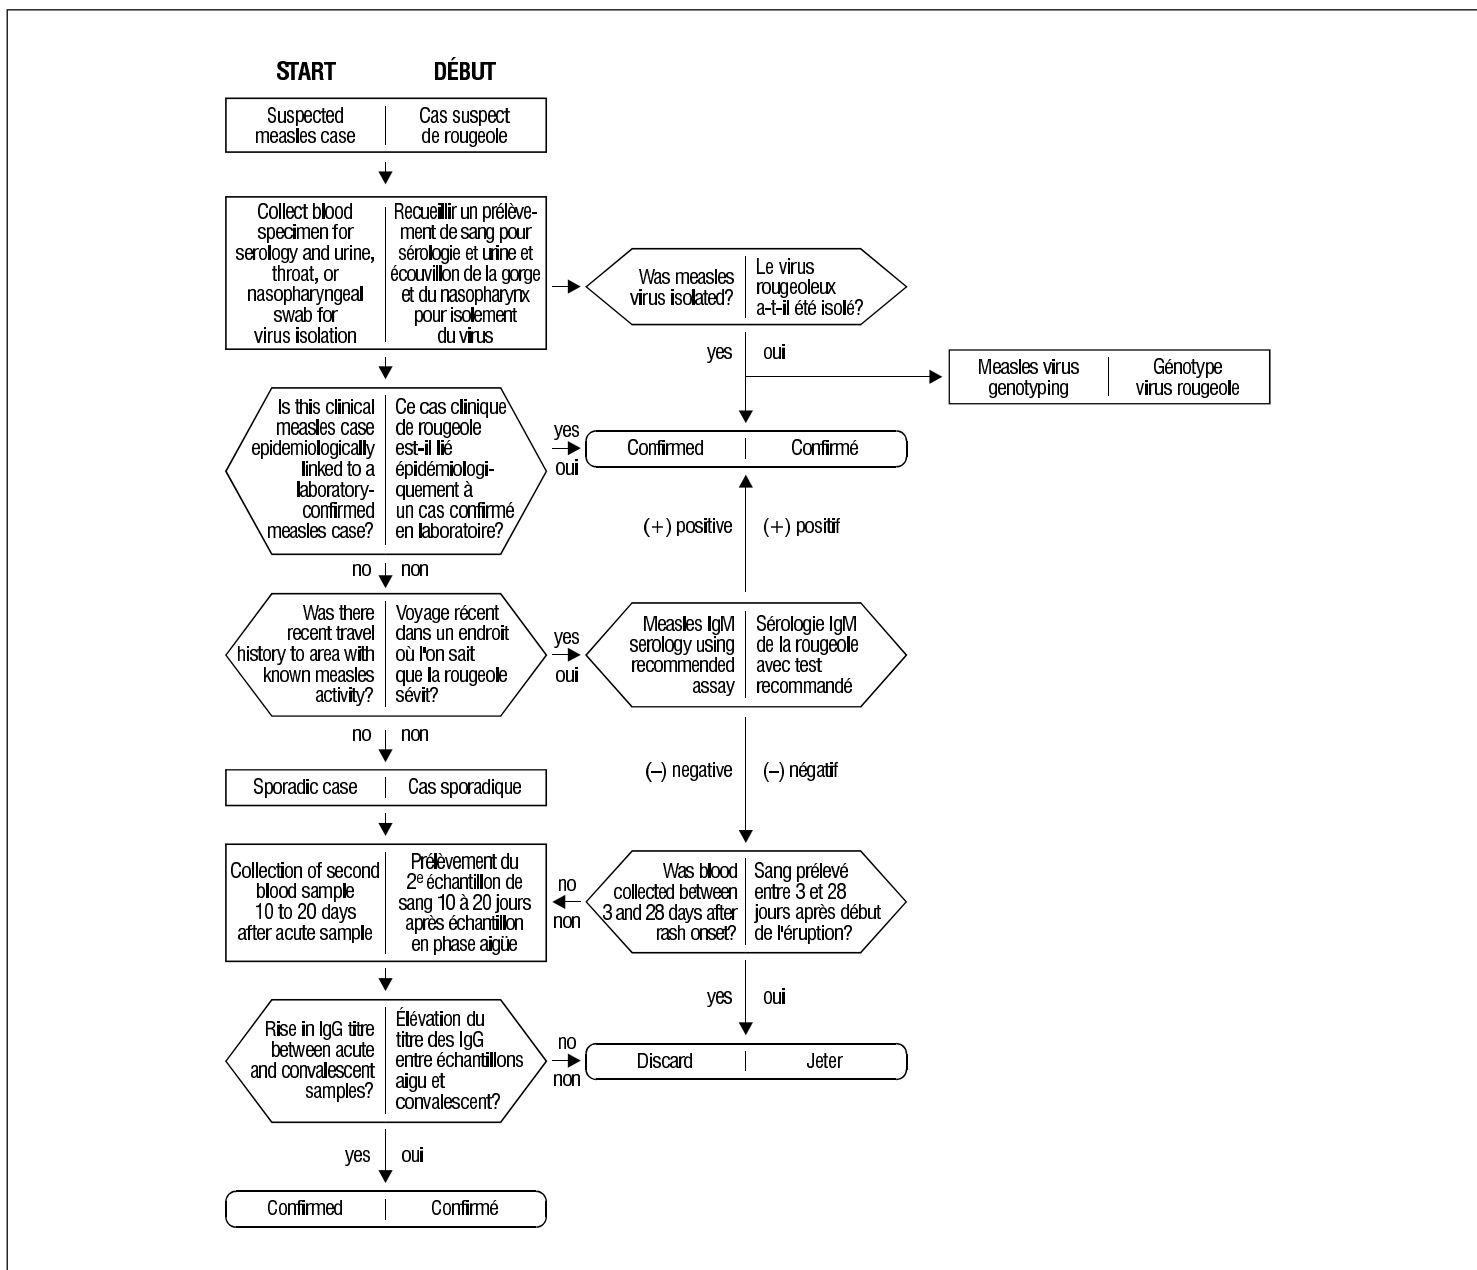 START
DÉBUT
Suspected
measles case
Cas suspect
de rougeole
Collect blood
specimen for
serology and urine,
throat, or
nasopharyngeal
swab for
virus isolation
Recueillir un prélève-
ment de sang pour
sérologie et urine et
écouvillon de la gorge
et du nasopharynx
pour isolement
du virus
Was measles
virus isolated?
Le virus
rougeoleux
a-t-il été isolé?
yes
oui
Measles virus
genotyping
Génotype
virus rougeole
Is this clinical
measles case
epidemiologically
linked to a
laboratory-
confirmed
measles case?
Ce cas clinique
de rougeole
est-il lié
épidémiologi-
quement à
un cas confirmé
en laboratoire?
yes
oui
Confirmed
Confirmé
(+) positive
(+) positif
no
non
Was there
recent travel
history to area with
known measles
activity?
Voyage récent
dans un endroit
où l'on sait
que la rougeole
sévit?
yes
oui
Measles IgM
serology using
recommended
assay
Sérologie IgM
de la rougeole
avec test
recommandé
no
non
(–) negative
(–) négatif
Sporadic case
Cas sporadique
Collection of second
blood sample
10 to 20 days
after acute sample
Prélèvement du
2e échantillon de
sang 10 à 20 jours
après échantillon
en phase aigüe
no
non
Was blood
collected between
3 and 28 days after
rash onset?
Sang prélevé
entre 3 et 28
jours après début
de l'éruption?
yes
oui
Rise in IgG titre
between acute
and convalescent
samples?
Élévation du
titre des IgG
entre échantillons
aigu et
convalescent?
no
non
Discard
Jeter
yes
oui
Confirmed
Confirmé